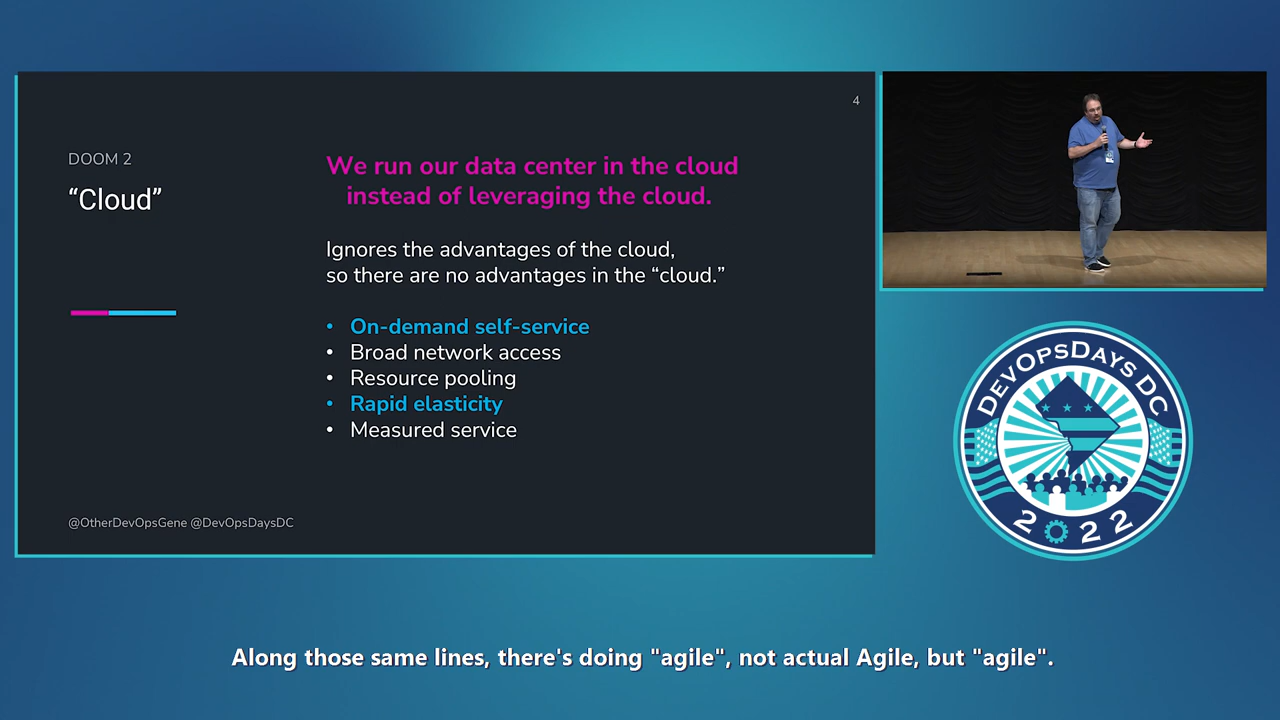 4
DOOM 2
“Cloud”
We run our data center in the cloud
instead of leveraging the cloud.
Ignores the advantages of the cloud,
so there are no advantages in the “cloud.”
• On-demand self-service
• Broad network access
• Resource pooling
• Rapid elasticity
• Measured service
@OtherDevOpsGene @DevOpsDaysDC
DEVOPSDAYS DC
2022
Along those same lines, there's doing "agile", not actual Agile, but "agile".